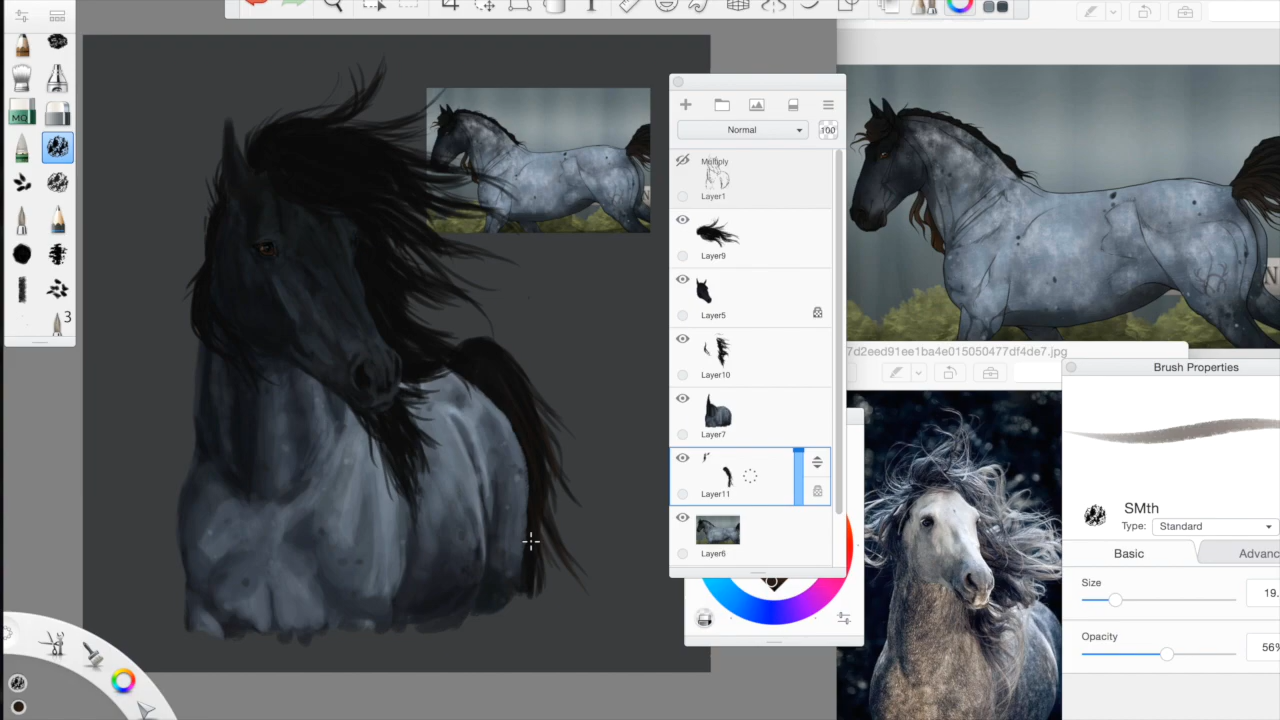 MO
3
Normal
100
Multiply
Layer1
Layer9
Layer5
Layer10
Layer7
Layer11
Layer6
N
7d2eed91ee1ba4e015050477df4de7.jpg
Brush Properties
SMth
Type: Standard
Basic
Advanc
Size
19.
Opacity
56%